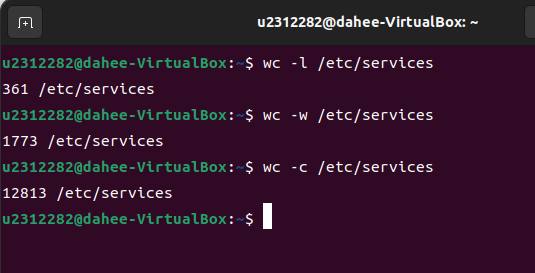 u2312282@dahee-VirtualBox: ~
u2312282@dahee-VirtualBox:~$ wc -l /etc/services
361 /etc/services
u2312282@dahee-VirtualBox:~$ wc -w /etc/services
1773 /etc/services
u2312282@dahee-VirtualBox:~$ wc -c /etc/services
12813 /etc/services
u2312282@dahee-VirtualBox:~$